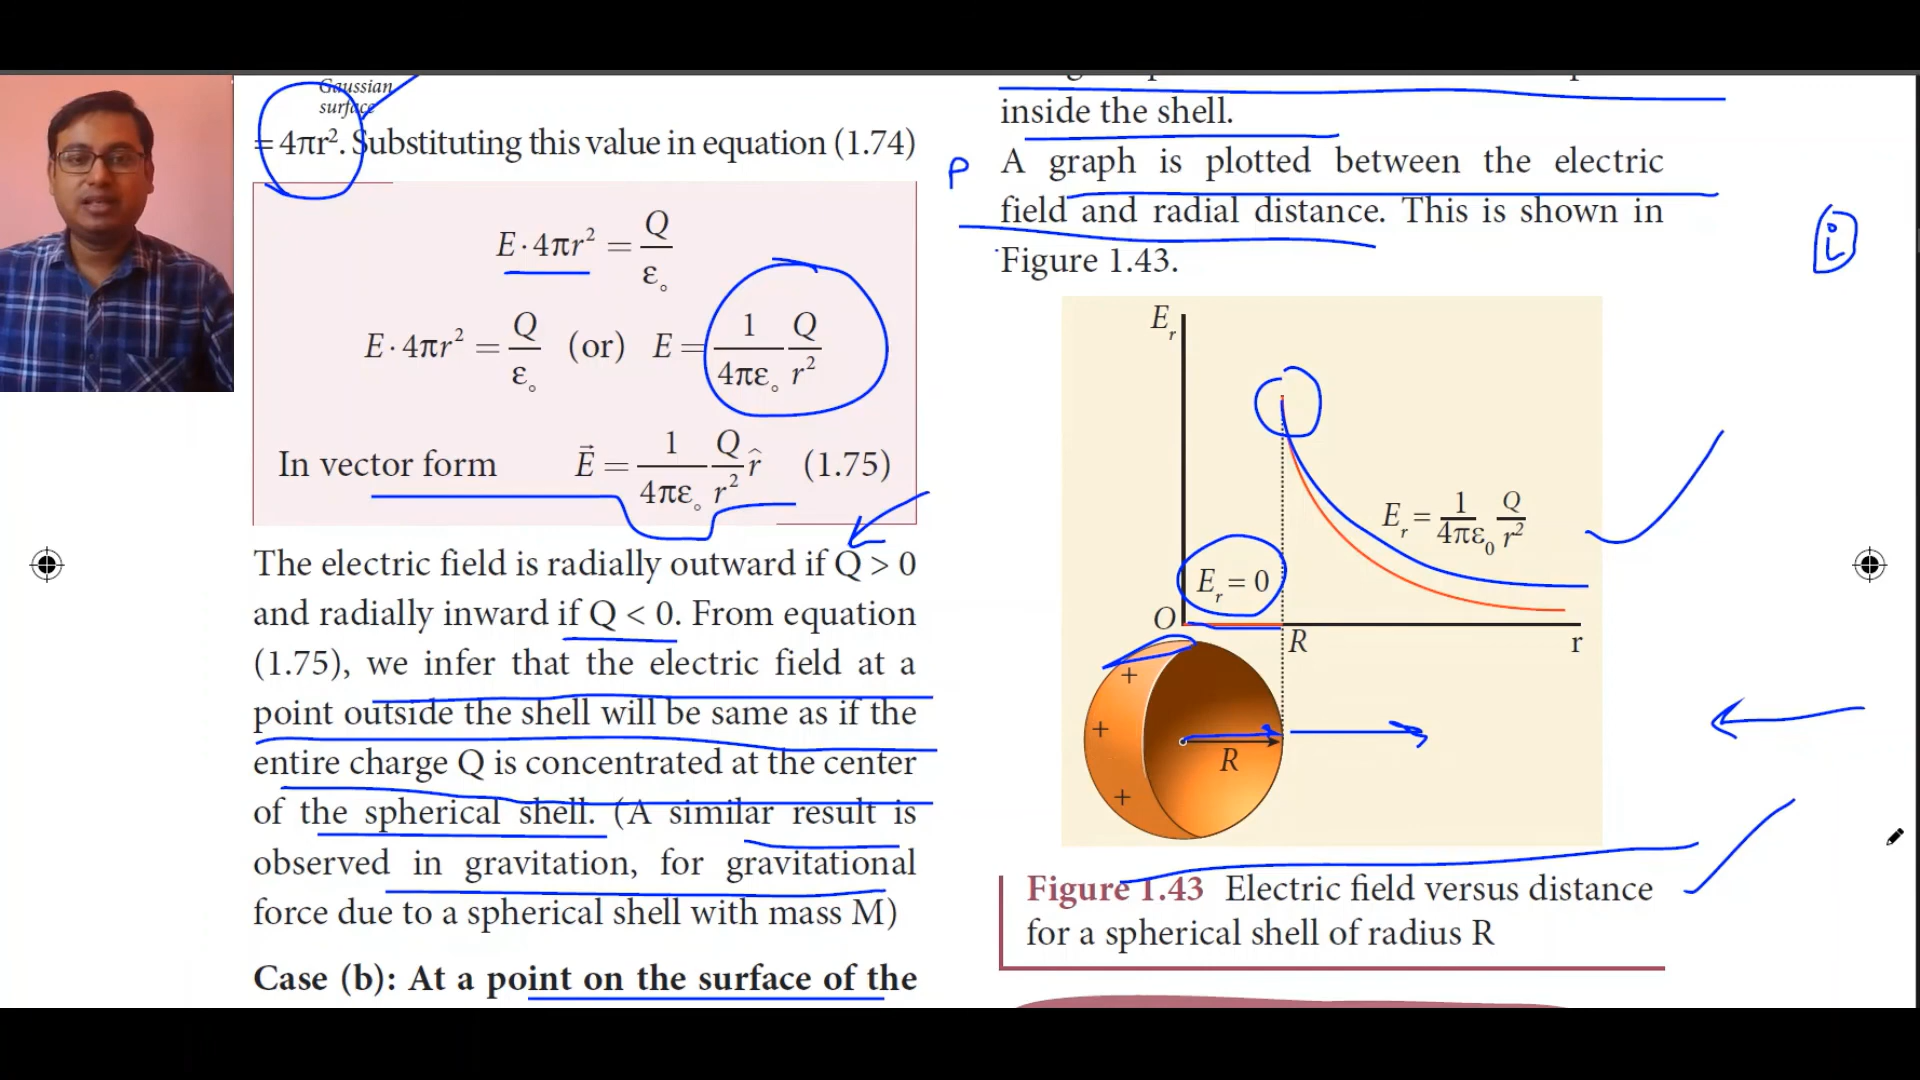 Gaussian
surface
= 4πr². Substituting this value in equation (1.74)
E · 4πr² = Q/ε∘
E · 4πr² = Q/ε∘ (or) E = 1/4πε∘ Q/r²
In vector form E⃗ = 1/4πε∘ Q/r² r̂ (1.75)
The electric field is radially outward if Q > 0
and radially inward if Q < 0. From equation
(1.75), we infer that the electric field at a
point outside the shell will be same as if the
entire charge Q is concentrated at the center
of the spherical shell. (A similar result is
observed in gravitation, for gravitational
force due to a spherical shell with mass M)
Case (b): At a point on the surface of the
inside the shell.
P A graph is plotted between the electric
field and radial distance. This is shown in
Figure 1.43.
Eᵣ
Eᵣ = 1/4πε₀ Q/r²
Eᵣ = 0
O R r
+
+ R
+
Figure 1.43 Electric field versus distance
for a spherical shell of radius R